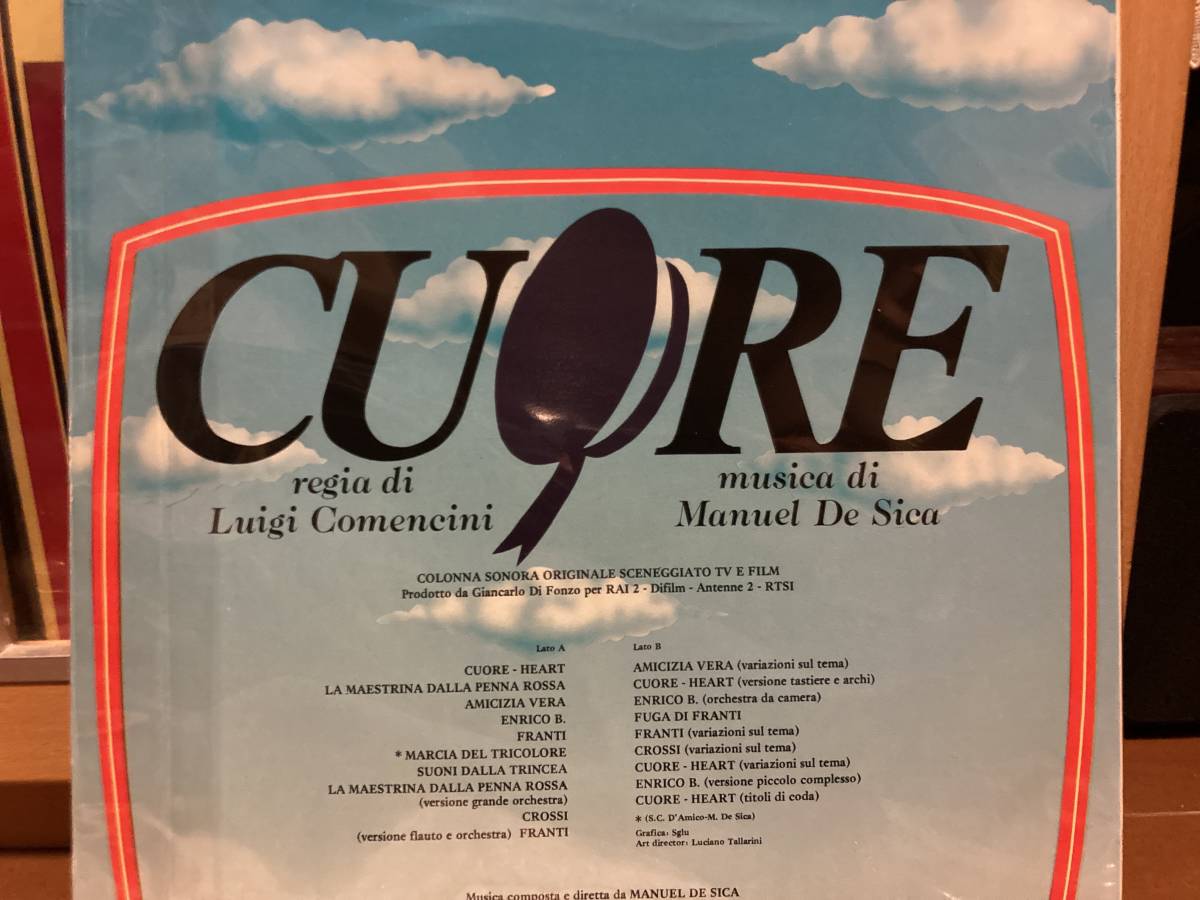 CUORE
regia di
Luigi Comencini
musica di
Manuel De Sica
COLONNA SONORA ORIGINALE SCENEGGIATO TV E FILM
Prodotto da Giancarlo Di Fonzo per RAI 2 - Difilm - Antenne 2 - RTSI
Lato A
CUORE - HEART
LA MAESTRINA DALLA PENNA ROSSA
AMICIZIA VERA
ENRICO B.
FRANTI
* MARCIA DEL TRICOLORE
SUONI DALLA TRINCEA
LA MAESTRINA DALLA PENNA ROSSA
(versione grande orchestra)
CROSSI
(versione flauto e orchestra) FRANTI
Lato B
AMICIZIA VERA (variazioni sul tema)
CUORE - HEART (versione tastiere e archi)
ENRICO B. (orchestra da camera)
FUGA DI FRANTI
FRANTI (variazioni sul tema)
CROSSI (variazioni sul tema)
CUORE - HEART (variazioni sul tema)
ENRICO B. (versione piccolo complesso)
CUORE - HEART (titoli di coda)
* (S.C. D'Amico-M. De Sica)
Grafica: Sglu
Art director: Luciano Tallarini
Musica composta e diretta da MANUEL DE SICA